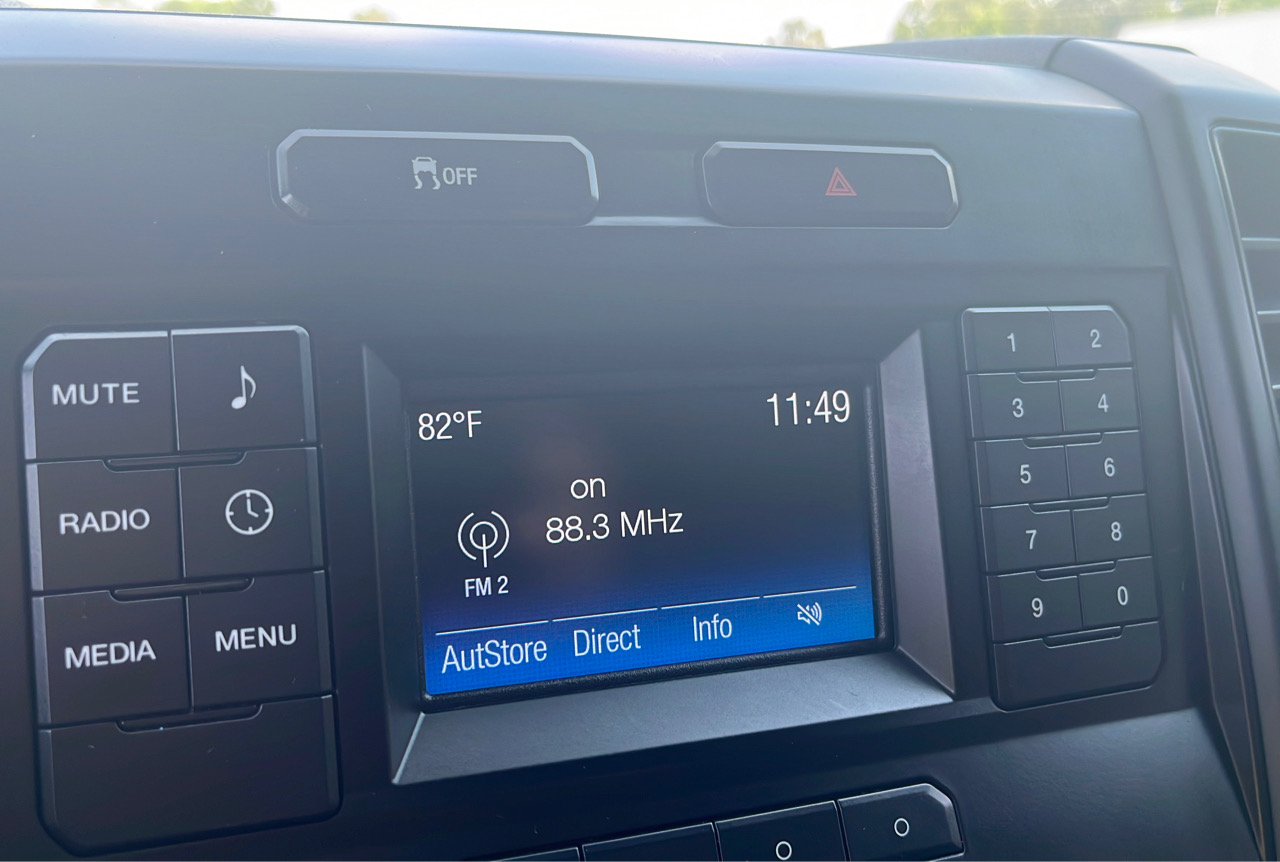 OFF
MUTE
RADIO
MEDIA
MENU
82°F
11:49
on
88.3 MHz
FM 2
AutStore
Direct
Info
1 2
3 4
5 6
7 8
9 0